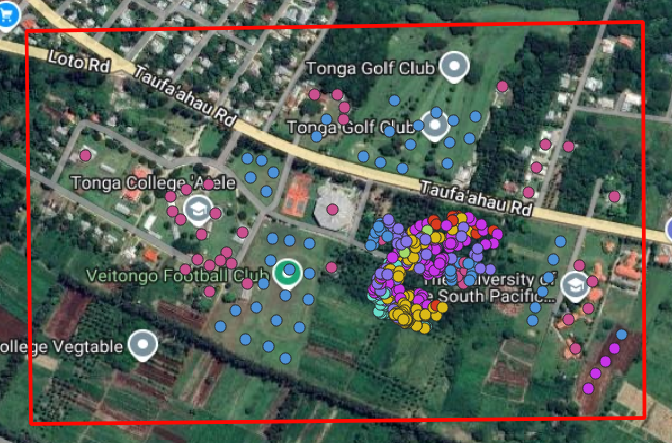 Loto Rd
Tonga Golf Club
Taufa'ahau Rd
Tonga Golf Club
Tonga College 'Atele
Taufa'ahau Rd
Veitongo Football Club
The University of
e South Pacific...
ollege Vegtable